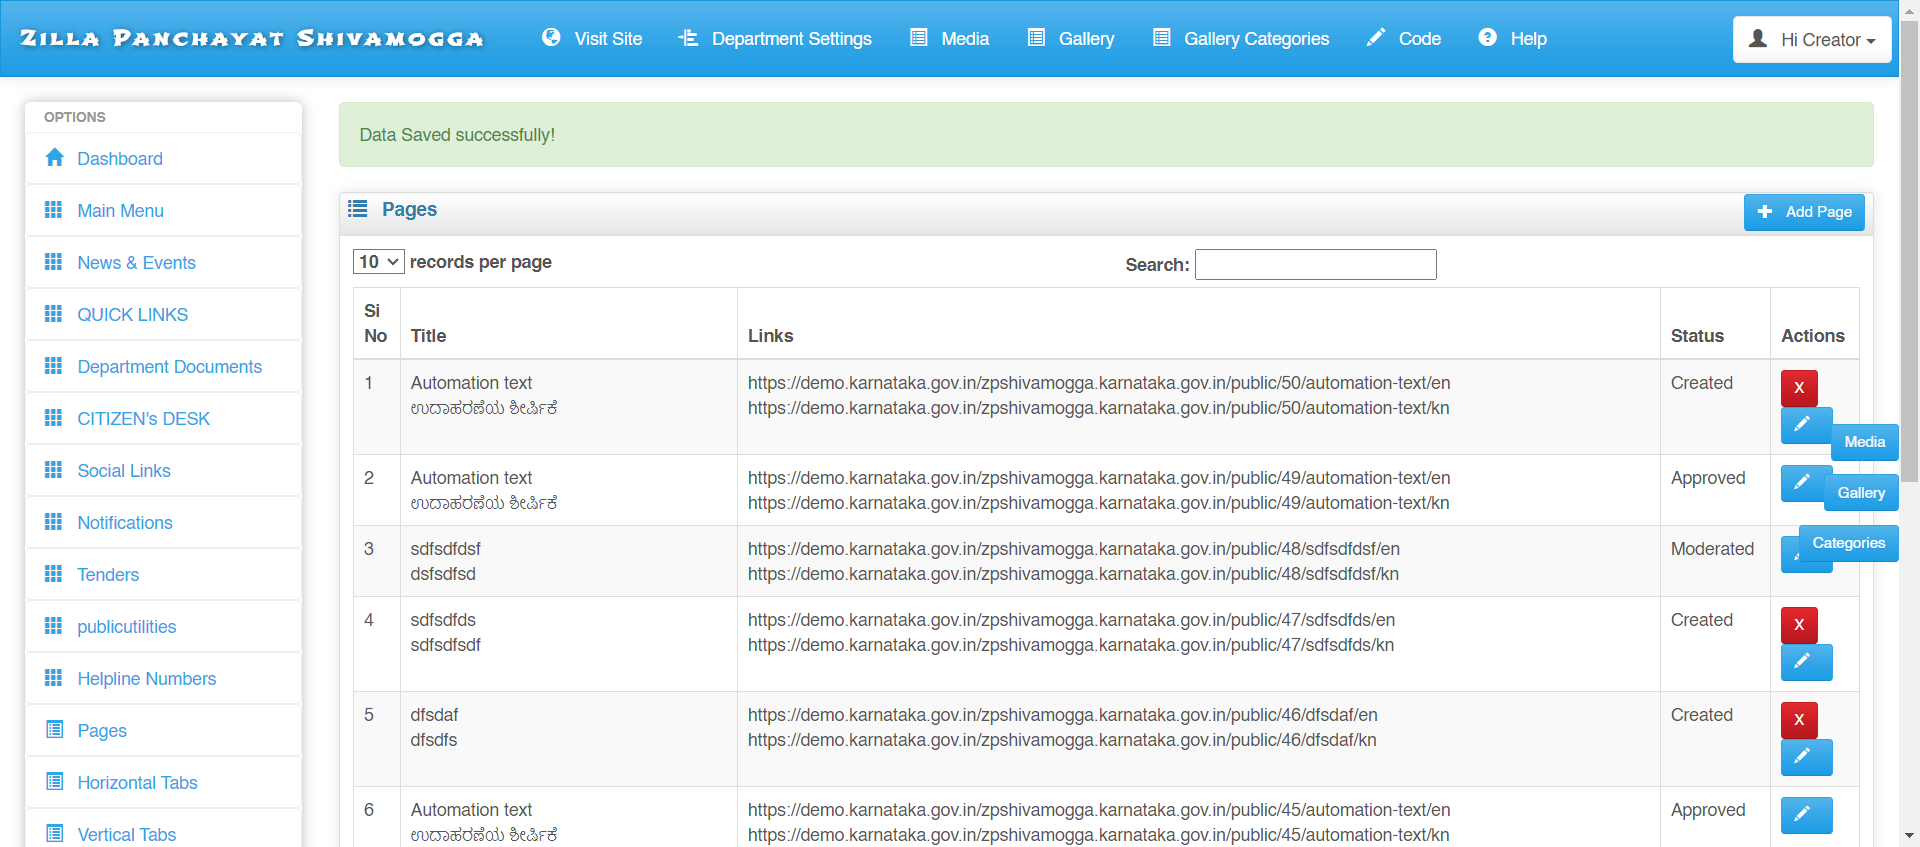 Zilla Panchayat Shivamogga
Visit Site
Department Settings
Media
Gallery
Gallery Categories
Code
Help
Hi Creator
OPTIONS
Dashboard
Main Menu
News & Events
QUICK LINKS
Department Documents
CITIZEN's DESK
Social Links
Notifications
Tenders
publicutilities
Helpline Numbers
Pages
Horizontal Tabs
Vertical Tabs
Data Saved successfully!
Pages
Add Page
10 records per page
Search:
Si No Title Links Status Actions
1 Automation text https://demo.karnataka.gov.in/zpshivamogga.karnataka.gov.in/public/50/automation-text/en Created X
ಉದಾಹರಣೆಯ ಶೀರ್ಷಿಕೆ https://demo.karnataka.gov.in/zpshivamogga.karnataka.gov.in/public/50/automation-text/kn
Media
2 Automation text https://demo.karnataka.gov.in/zpshivamogga.karnataka.gov.in/public/49/automation-text/en Approved
ಉದಾಹರಣೆಯ ಶೀರ್ಷಿಕೆ https://demo.karnataka.gov.in/zpshivamogga.karnataka.gov.in/public/49/automation-text/kn
Gallery
3 sdfsdfdsf https://demo.karnataka.gov.in/zpshivamogga.karnataka.gov.in/public/48/sdfsdfdsf/en Moderated
Categories
dsfsdfsd https://demo.karnataka.gov.in/zpshivamogga.karnataka.gov.in/public/48/sdfsdfdsf/kn
4 sdfsdfds https://demo.karnataka.gov.in/zpshivamogga.karnataka.gov.in/public/47/sdfsdfds/en Created X
sdfsdfsdf https://demo.karnataka.gov.in/zpshivamogga.karnataka.gov.in/public/47/sdfsdfds/kn
5 dfsdaf https://demo.karnataka.gov.in/zpshivamogga.karnataka.gov.in/public/46/dfsdaf/en Created X
dfsdfs https://demo.karnataka.gov.in/zpshivamogga.karnataka.gov.in/public/46/dfsdaf/kn
6 Automation text https://demo.karnataka.gov.in/zpshivamogga.karnataka.gov.in/public/45/automation-text/en Approved
ಉದಾಹರಣೆಯ ಶೀರ್ಷಿಕೆ https://demo.karnataka.gov.in/zpshivamogga.karnataka.gov.in/public/45/automation-text/kn